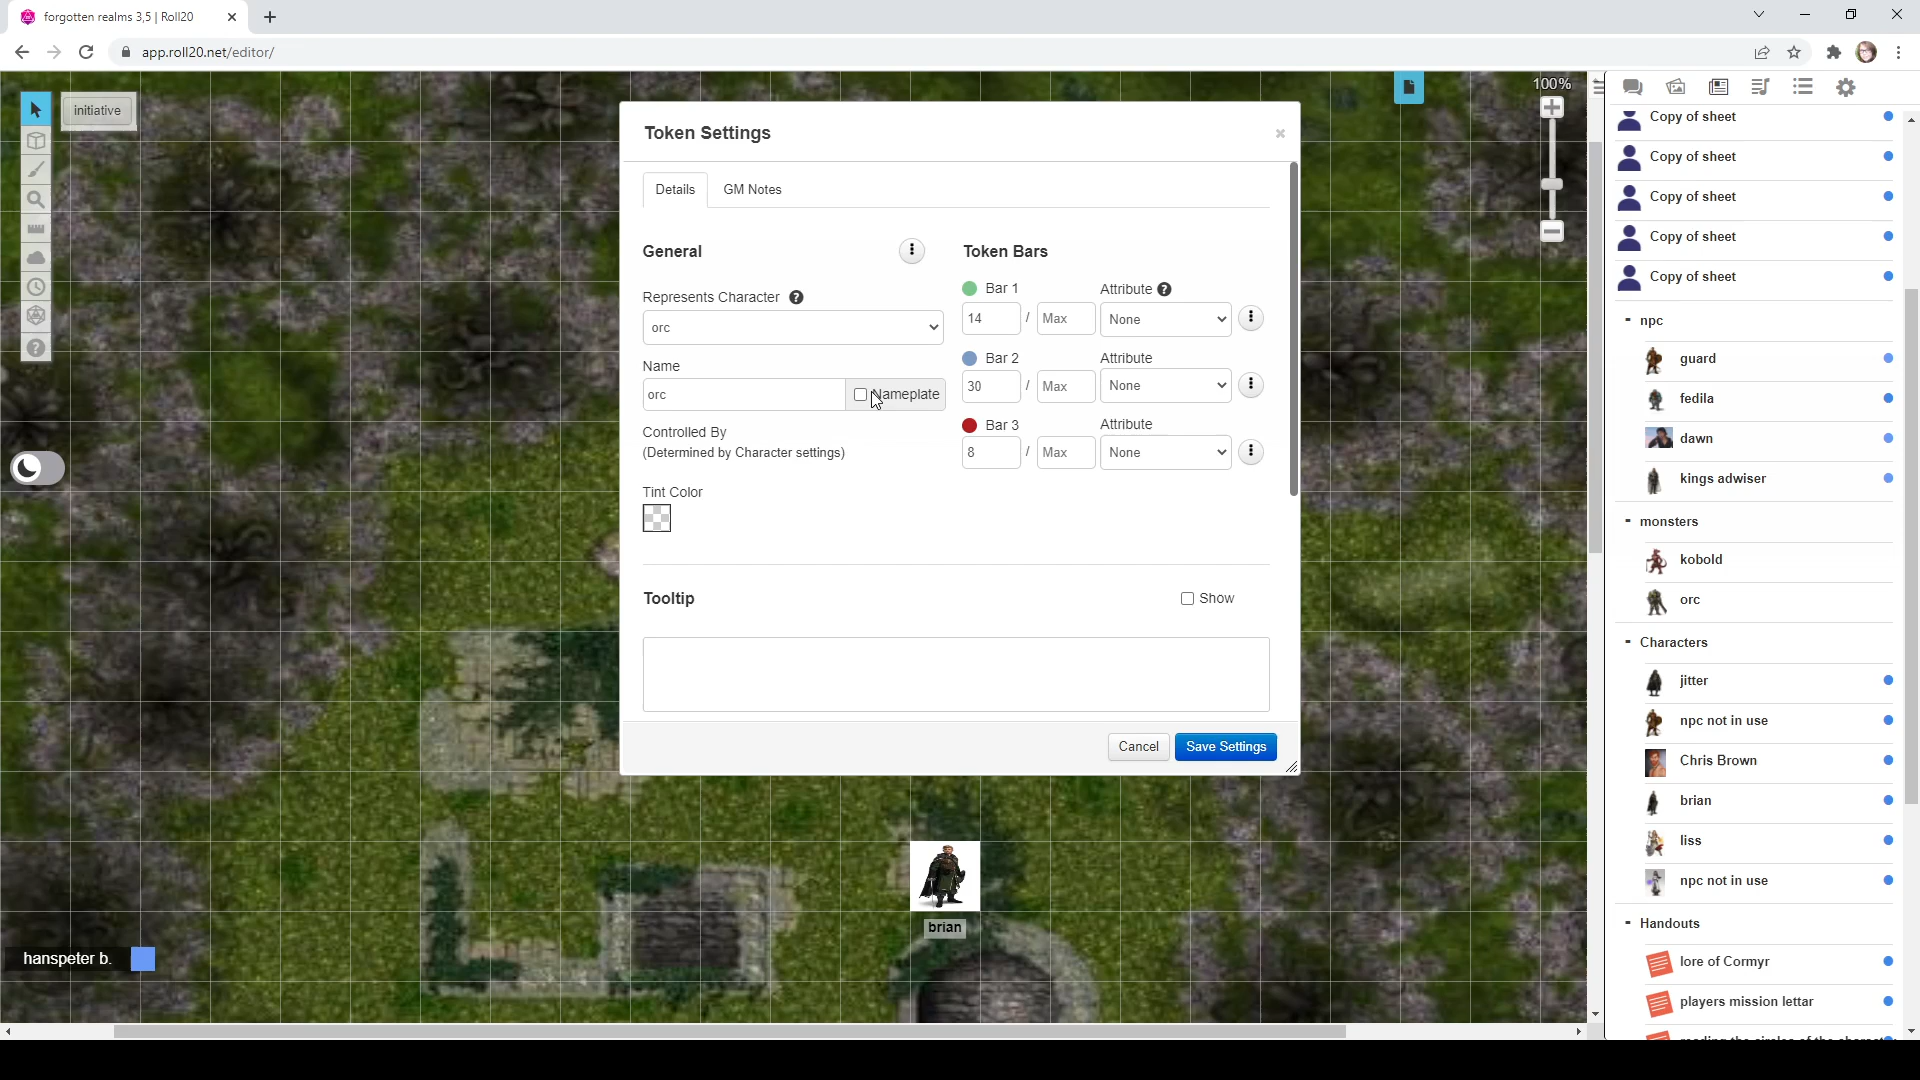 forgotten realms 3,5 | Roll20
app.roll20.net/editor/
initiative
100%
Token Settings
Details
GM Notes
General
Represents Character
orc
Name
orc
Nameplate
Controlled By
(Determined by Character settings)
Tint Color
Token Bars
Bar 1
Attribute
14 / Max
None
Bar 2
Attribute
30 / Max
None
Bar 3
Attribute
8 / Max
None
Tooltip
Show
Cancel
Save Settings
brian
hanspeter b.
Copy of sheet
Copy of sheet
Copy of sheet
Copy of sheet
Copy of sheet
npc
guard
fedila
dawn
kings adwiser
monsters
kobold
orc
Characters
jitter
npc not in use
Chris Brown
brian
liss
npc not in use
Handouts
lore of Cormyr
players mission lettar